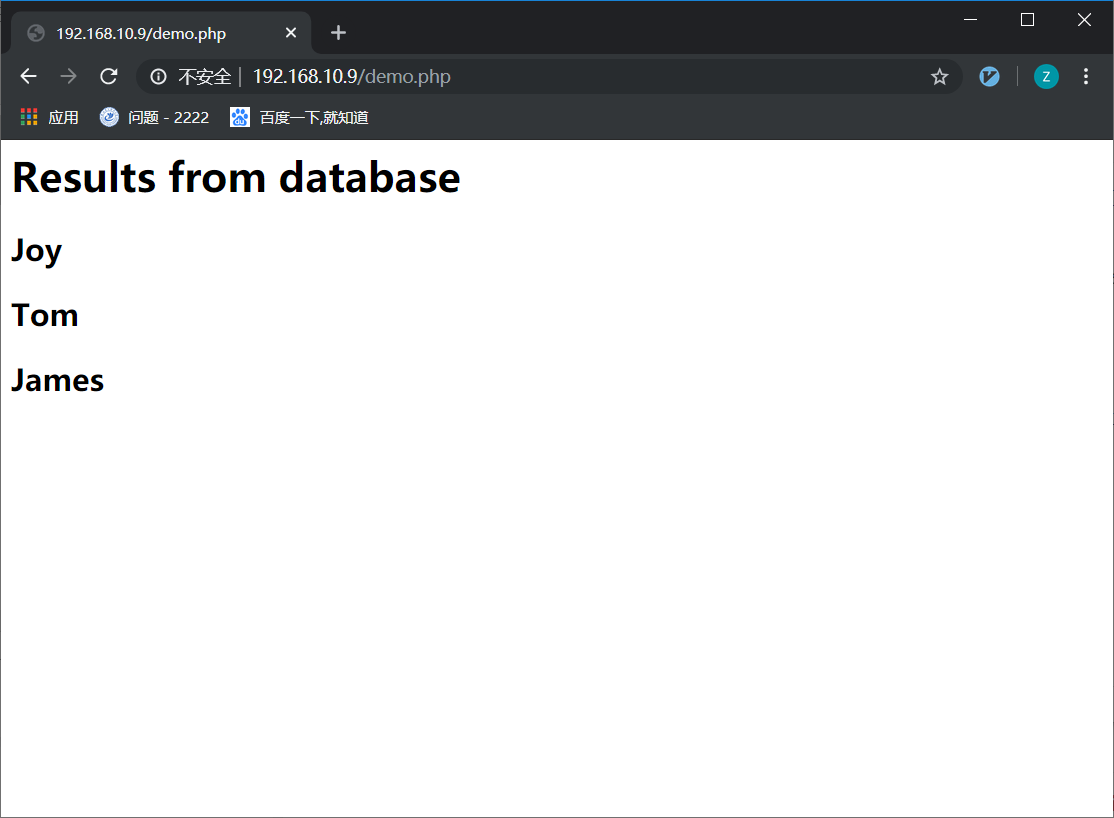 192.168.10.9/demo.php
不安全 192.168.10.9/demo.php
Z
应用 问题 - 2222 百度一下,就知道
Results from database
Joy
Tom
James